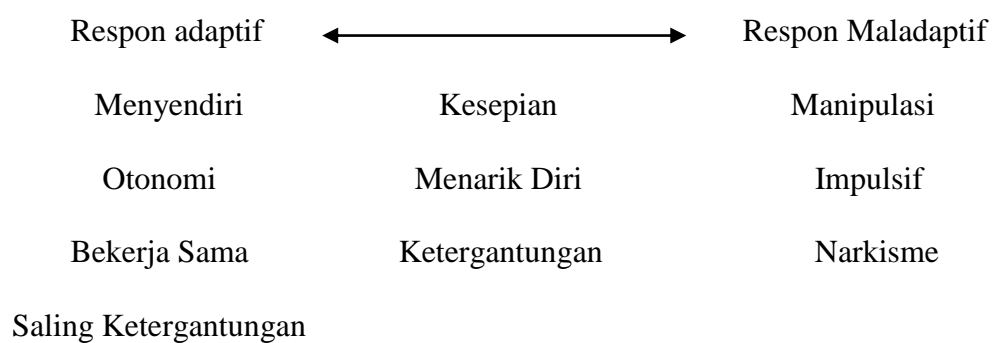 Respon adaptif Respon Maladaptif
Menyendiri Kesepian Manipulasi
Otonomi Menarik Diri Impulsif
Bekerja Sama Ketergantungan Narkisme
Saling Ketergantungan